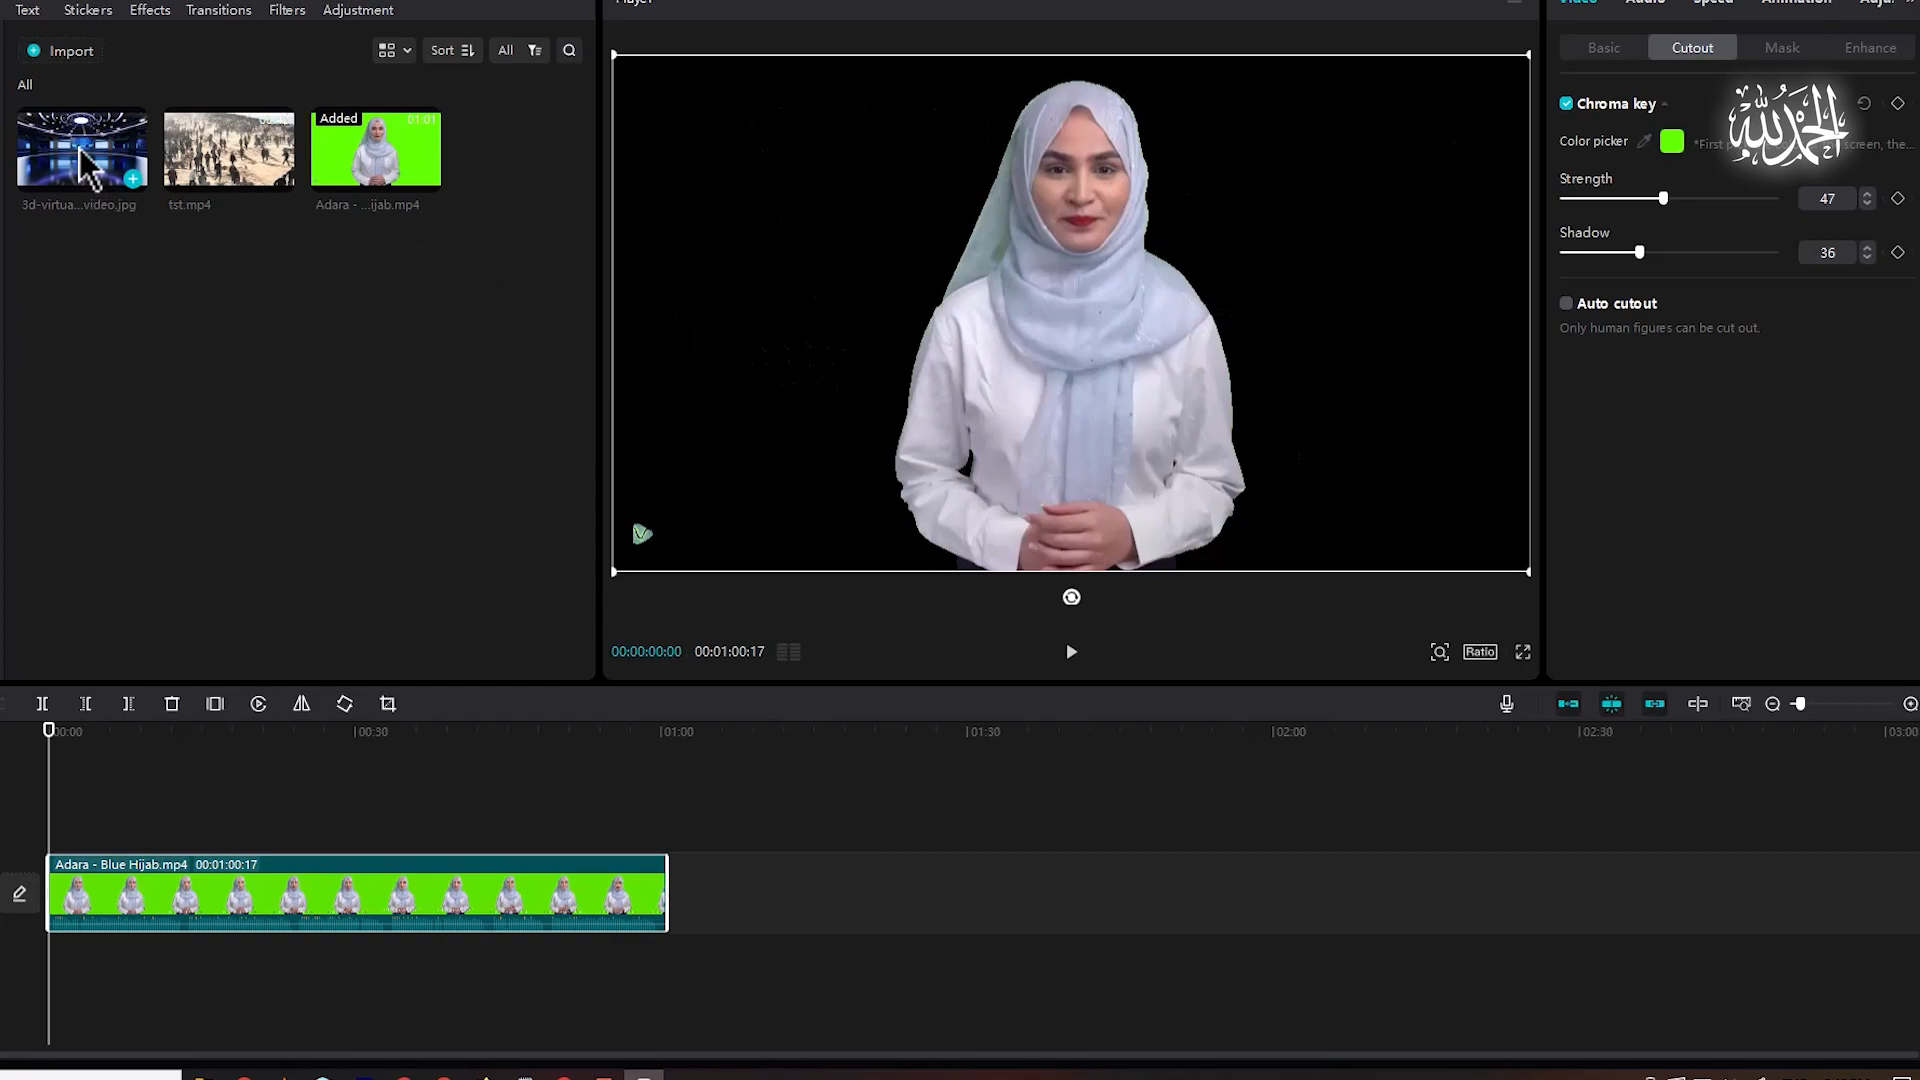 Text Stickers Effects Transitions Filters Adjustment
Import
Sort
All
All
Added
01:01
3d-virtua...video.jpg
tst.mp4
Adara - ...ijab.mp4
Player
00:00:00:00 00:01:00:17
Ratio
Video Audio Speed Animation
Basic Cutout Mask Enhance
Chroma key
الحمد لله
Color picker
*First screen, the...
Strength
47
Shadow
36
Auto cutout
Only human figures can be cut out.
00:00 00:30 01:00 01:30 02:00 02:30 03:00
Adara - Blue Hijab.mp4 00:01:00:17